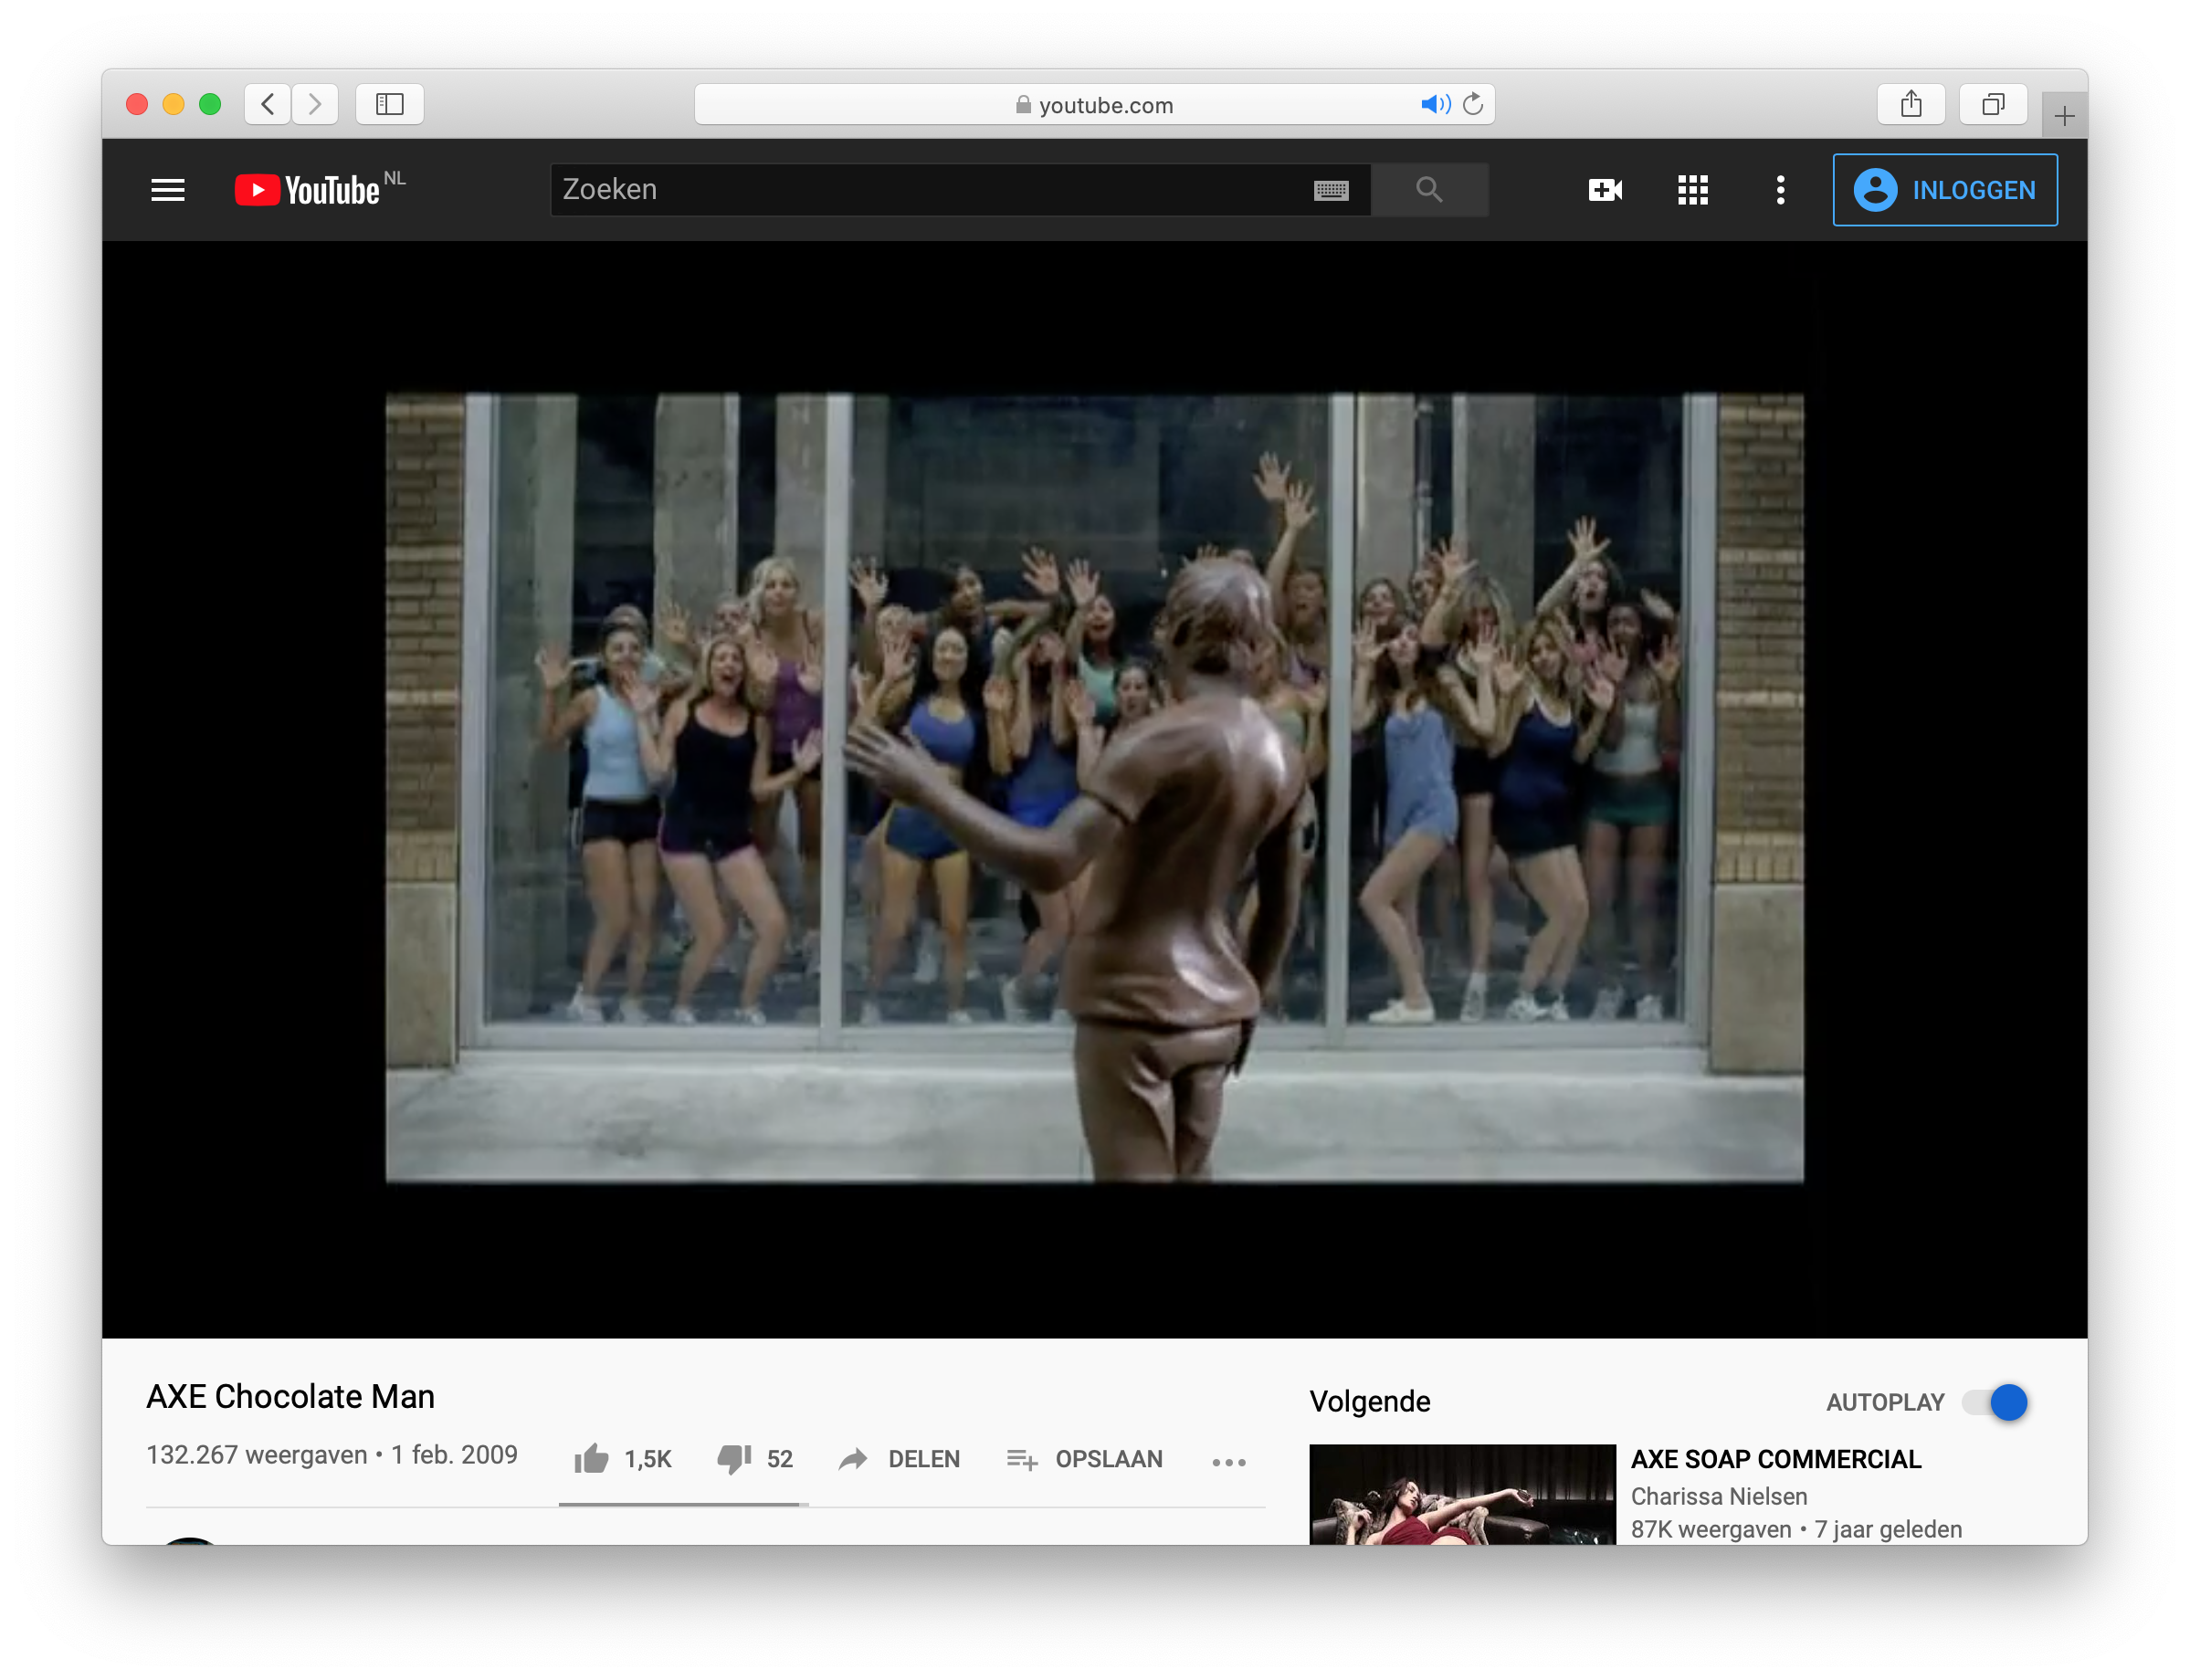 youtube.com
YouTube NL
Zoeken
INLOGGEN
AXE Chocolate Man
132.267 weergaven • 1 feb. 2009
1,5K
52
DELEN
OPSLAAN
Volgende
AUTOPLAY
AXE SOAP COMMERCIAL
Charissa Nielsen
87K weergaven • 7 jaar geleden